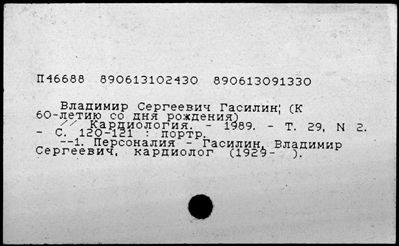 П46688 890613102430 890613091330
Владимир Сергеевич Гасилин; (К
60-летию со дня рождения)
// Кардиология. - 1989. - Т. 29, N 2.
- С. 120-121 : портр.
--1. Персоналия - Гасилин, Владимир
Сергеевич, кардиолог (1929- ).